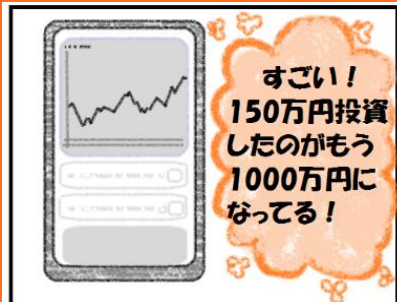 すごい！
150万円投資
したのがもう
1000万円に
なってる！